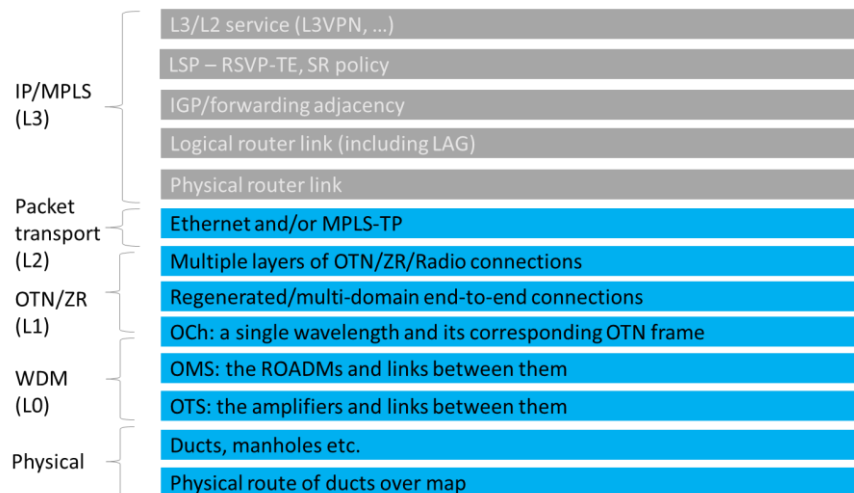 L3/L2 service (L3VPN, …)
LSP – RSVP-TE, SR policy
IP/MPLS
(L3)
IGP/forwarding adjacency
Logical router link (including LAG)
Physical router link
Packet
transport
(L2)
Ethernet and/or MPLS-TP
Multiple layers of OTN/ZR/Radio connections
OTN/ZR
(L1)
Regenerated/multi-domain end-to-end connections
OCh: a single wavelength and its corresponding OTN frame
WDM
(L0)
OMS: the ROADMs and links between them
OTS: the amplifiers and links between them
Physical
Ducts, manholes etc.
Physical route of ducts over map